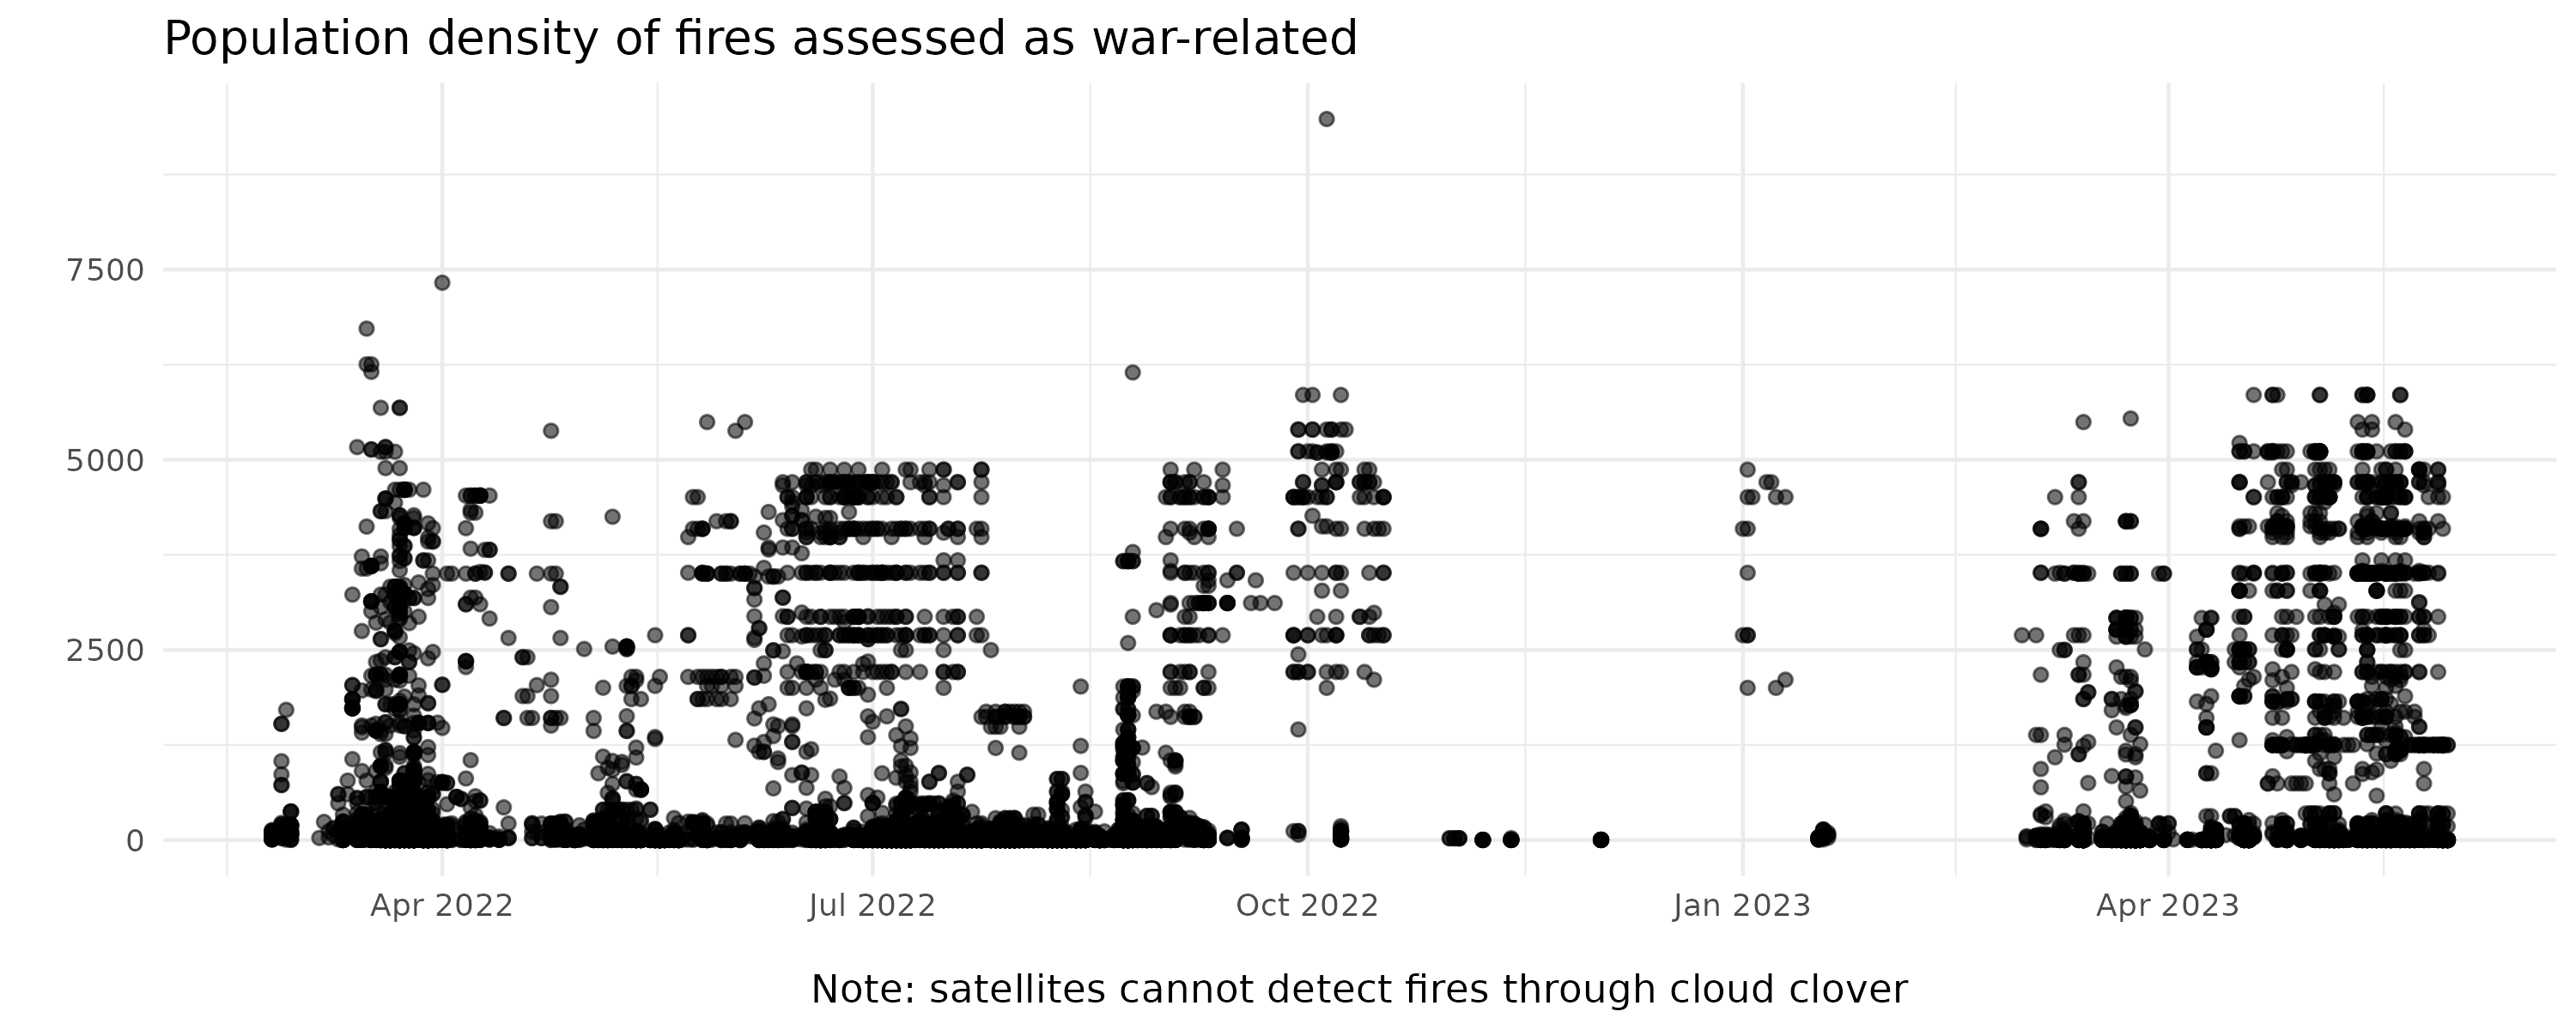 Population density of fires assessed as war-related
7500
5000
2500
0
Apr 2022
Jul 2022
Oct 2022
Jan 2023
Apr 2023
Note: satellites cannot detect fires through cloud clover